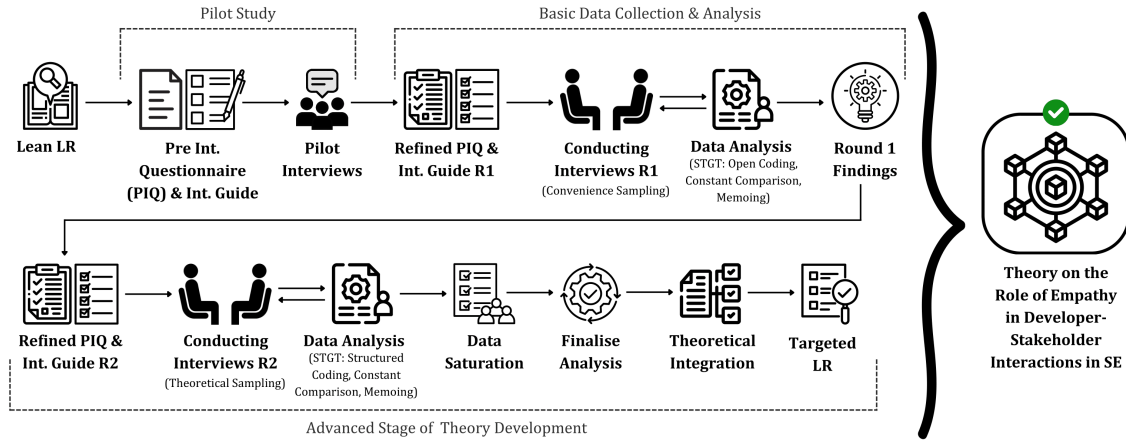 Pilot Study
Basic Data Collection & Analysis
Lean LR
Pre Int.
Questionnaire
(PIQ) & Int. Guide
Pilot
Interviews
Refined PIQ &
Int. Guide R1
Conducting
Interviews R1
(Convenience Sampling)
Data Analysis
(STGT: Open Coding,
Constant Comparison,
Memoing)
Round 1
Findings
Refined PIQ &
Int. Guide R2
Conducting
Interviews R2
(Theoretical Sampling)
Data Analysis
(STGT: Structured
Coding, Constant
Comparison, Memoing)
Data
Saturation
Finalise
Analysis
Theoretical
Integration
Targeted
LR
Advanced Stage of Theory Development
Theory on the
Role of Empathy
in Developer-
Stakeholder
Interactions in SE